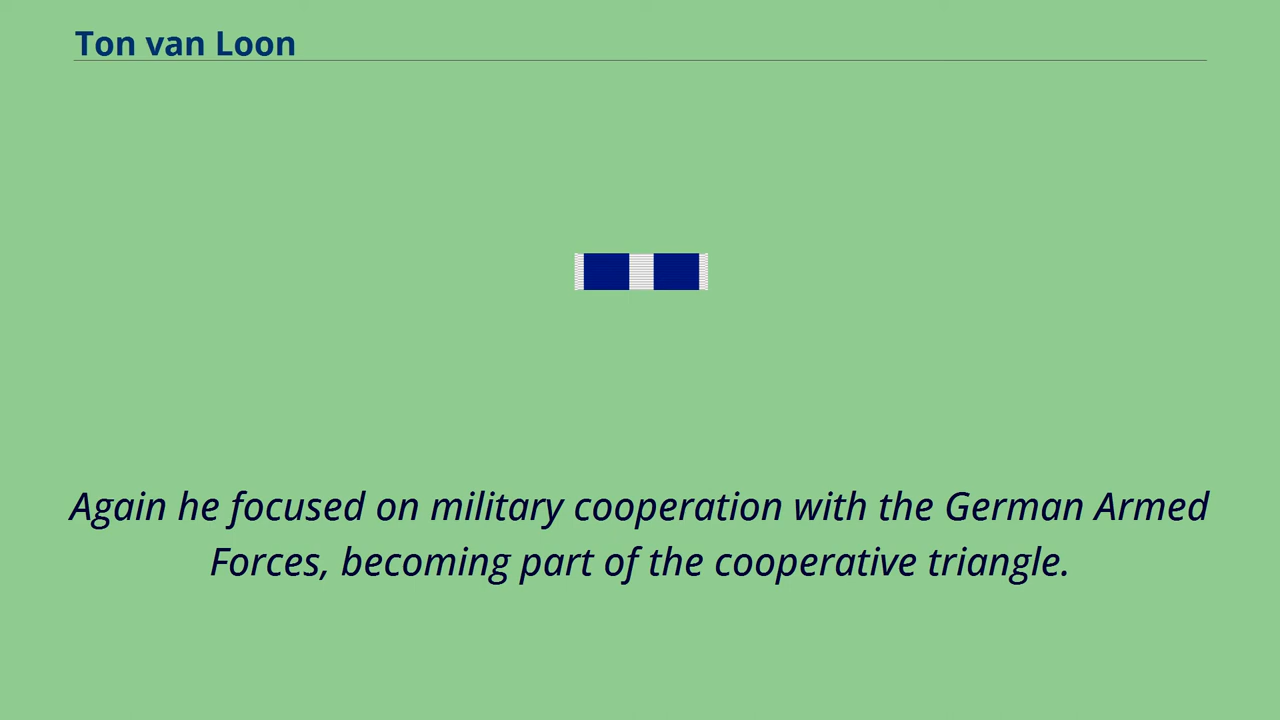 Ton van Loon
Again he focused on military cooperation with the German Armed
Forces, becoming part of the cooperative triangle.